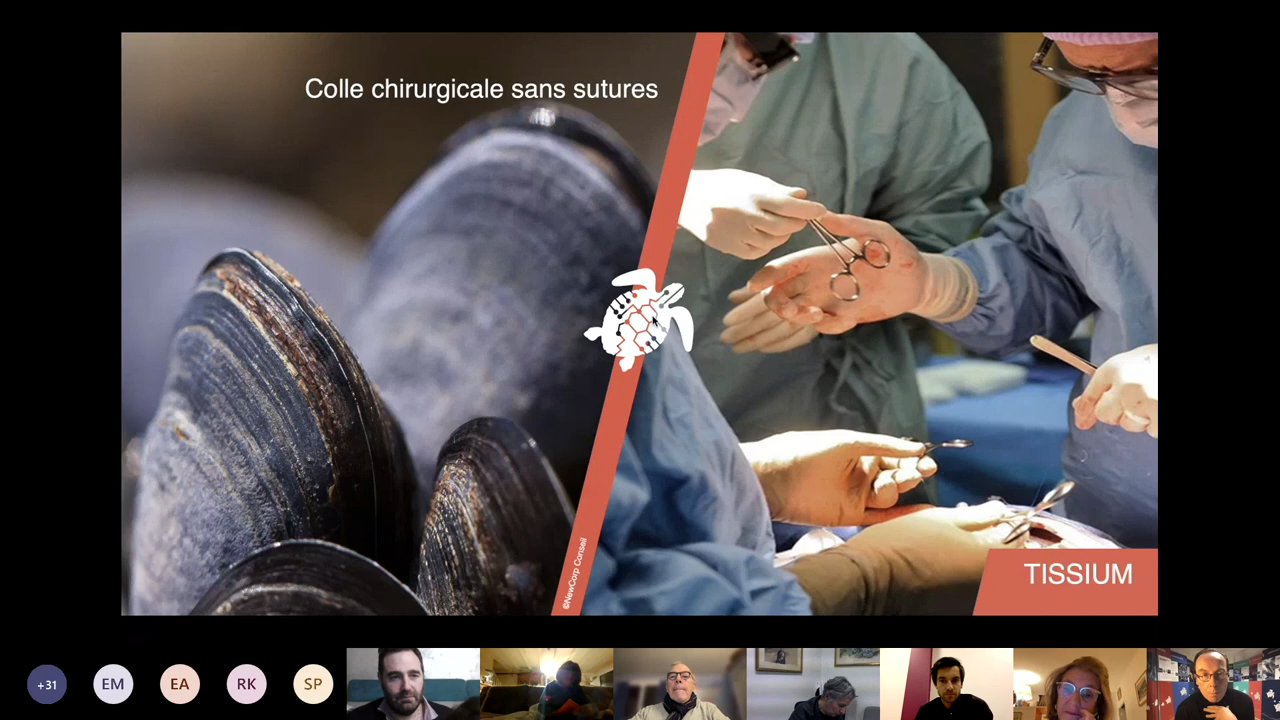 Colle chirurgicale sans sutures
©NewCorp Conseil
TISSIUM
+31
EM
EA
RK
SP